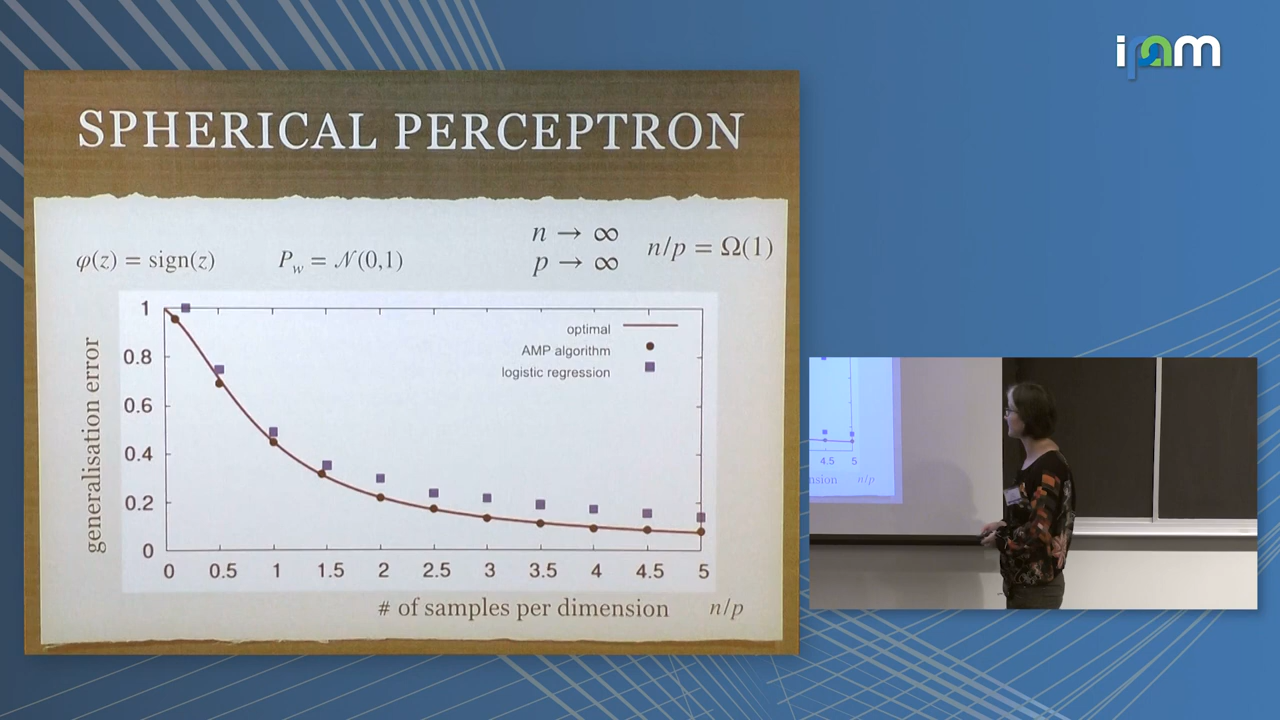 ipam
SPHERICAL PERCEPTRON
φ(z) = sign(z)
P_w = 𝒩(0,1)
n → ∞
p → ∞
n/p = Ω(1)
generalisation error
1
0.8
0.6
0.4
0.2
0
optimal
AMP algorithm
logistic regression
0 0.5 1 1.5 2 2.5 3 3.5 4 4.5 5
# of samples per dimension n/p
4.5 5
nsion n/p